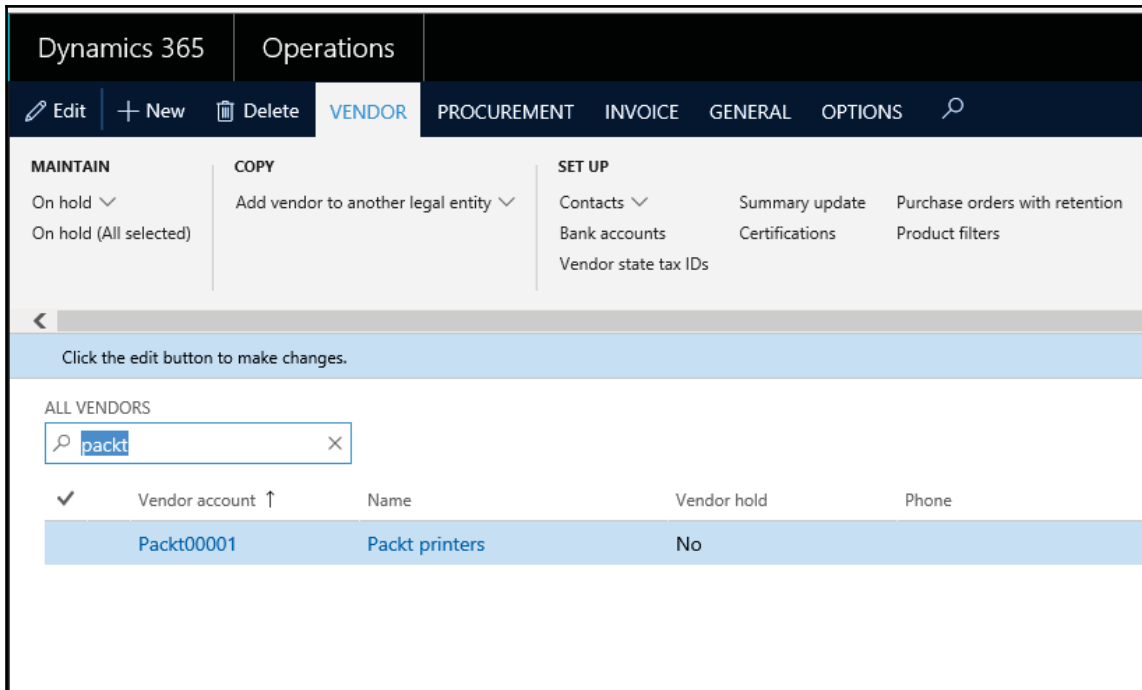 Dynamics 365 Operations
Edit New Delete VENDOR PROCUREMENT INVOICE GENERAL OPTIONS
MAINTAIN COPY SET UP
On hold Add vendor to another legal entity Contacts Summary update Purchase orders with retention
On hold (All selected) Bank accounts Certifications Product filters
Vendor state tax IDs
Click the edit button to make changes.
ALL VENDORS
packt
Vendor account Name Vendor hold Phone
Packt00001 Packt printers No